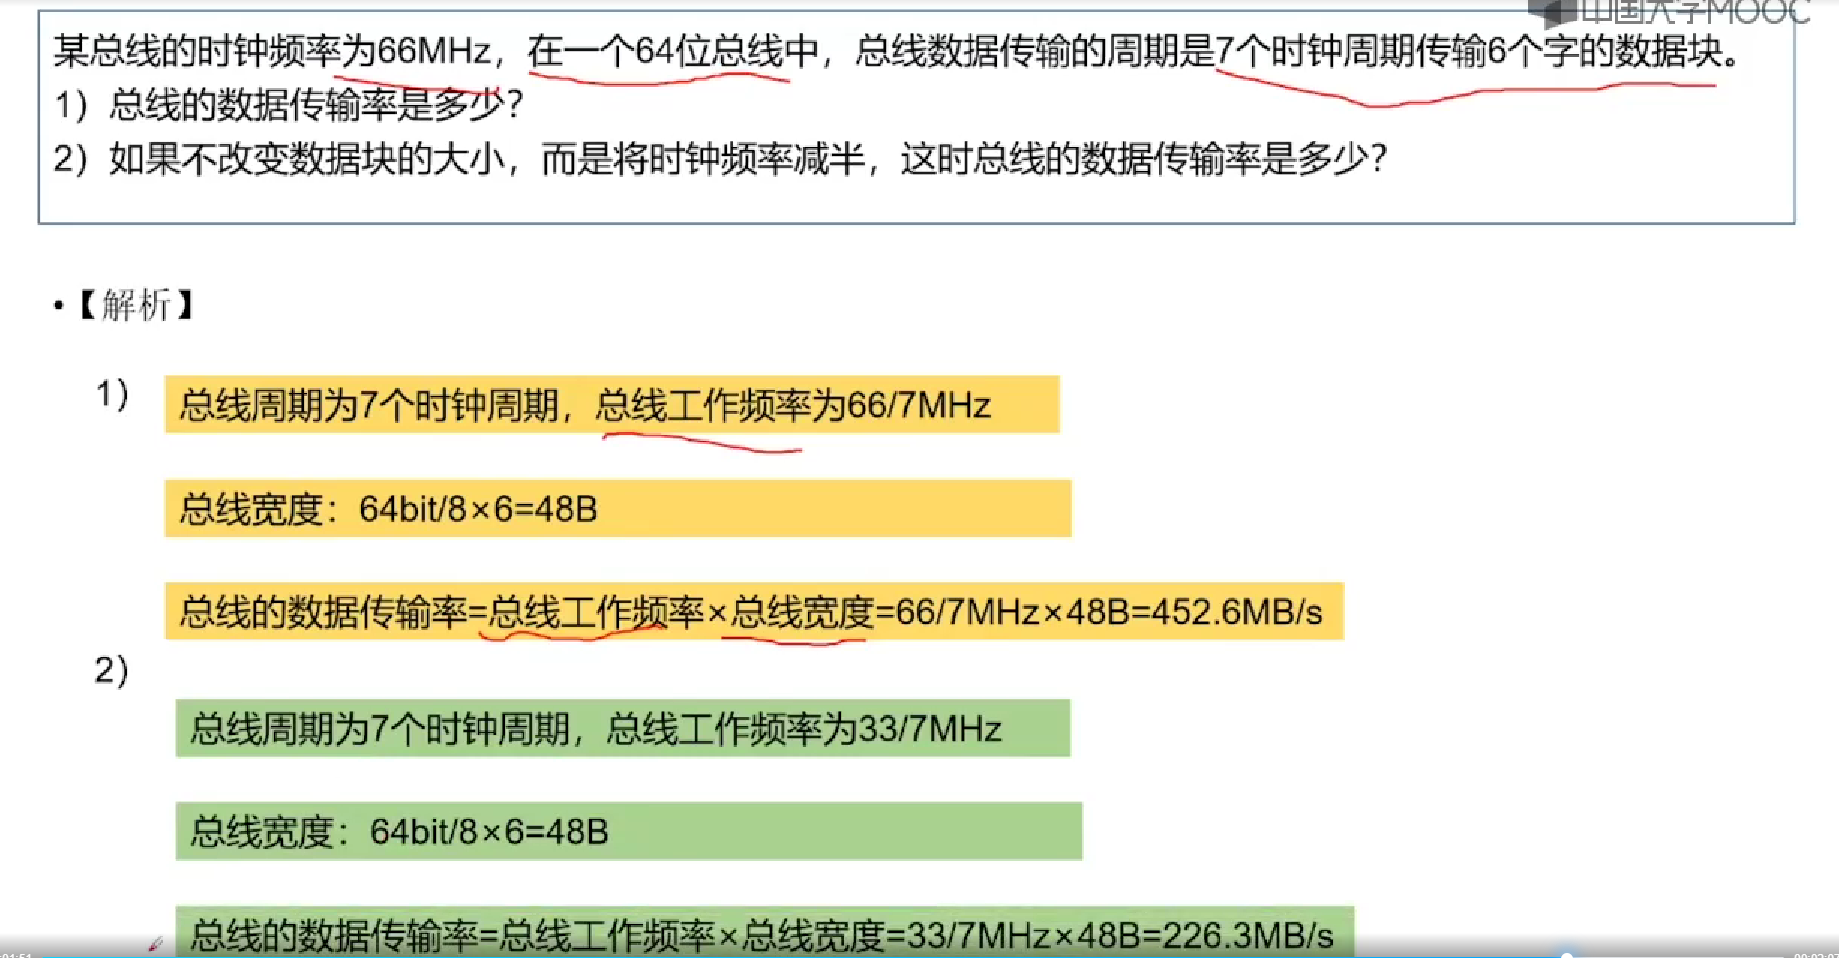 中国大学MOOC
某总线的时钟频率为66MHz，在一个64位总线中，总线数据传输的周期是7个时钟周期传输6个字的数据块。
1）总线的数据传输率是多少？
2）如果不改变数据块的大小，而是将时钟频率减半，这时总线的数据传输率是多少？
•【解析】
1）
总线周期为7个时钟周期，总线工作频率为66/7MHz
总线宽度：64bit/8×6=48B
总线的数据传输率=总线工作频率×总线宽度=66/7MHz×48B=452.6MB/s
2）
总线周期为7个时钟周期，总线工作频率为33/7MHz
总线宽度：64bit/8×6=48B
总线的数据传输率=总线工作频率×总线宽度=33/7MHz×48B=226.3MB/s